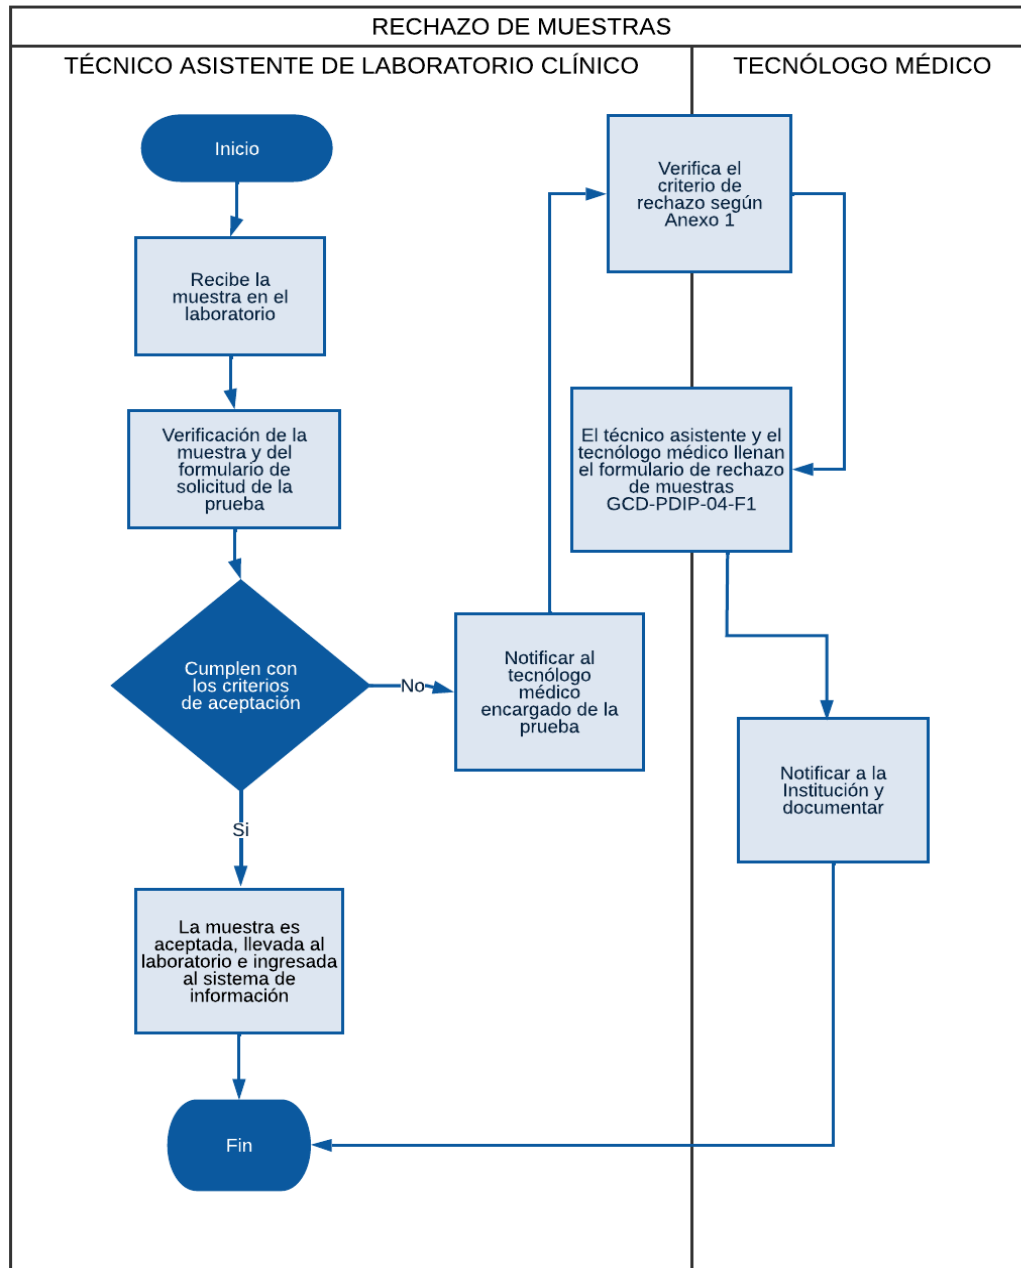 RECHAZO DE MUESTRAS
TÉCNICO ASISTENTE DE LABORATORIO CLÍNICO
TECNÓLOGO MÉDICO
Inicio
Recibe la
muestra en el
laboratorio
Verificación de la
muestra y del
formulario de
solicitud de la
prueba
Cumplen con
los criterios
de aceptación
No
Notificar al
tecnólogo
médico
encargado de la
prueba
Verifica el
criterio de
rechazo según
Anexo 1
El técnico asistente y el
tecnólogo médico llenan
el formulario de rechazo
de muestras
GCD-PDIP-04-F1
Notificar a la
Institución y
documentar
Si
La muestra es
aceptada, llevada al
laboratorio e ingresada
al sistema de
información
Fin